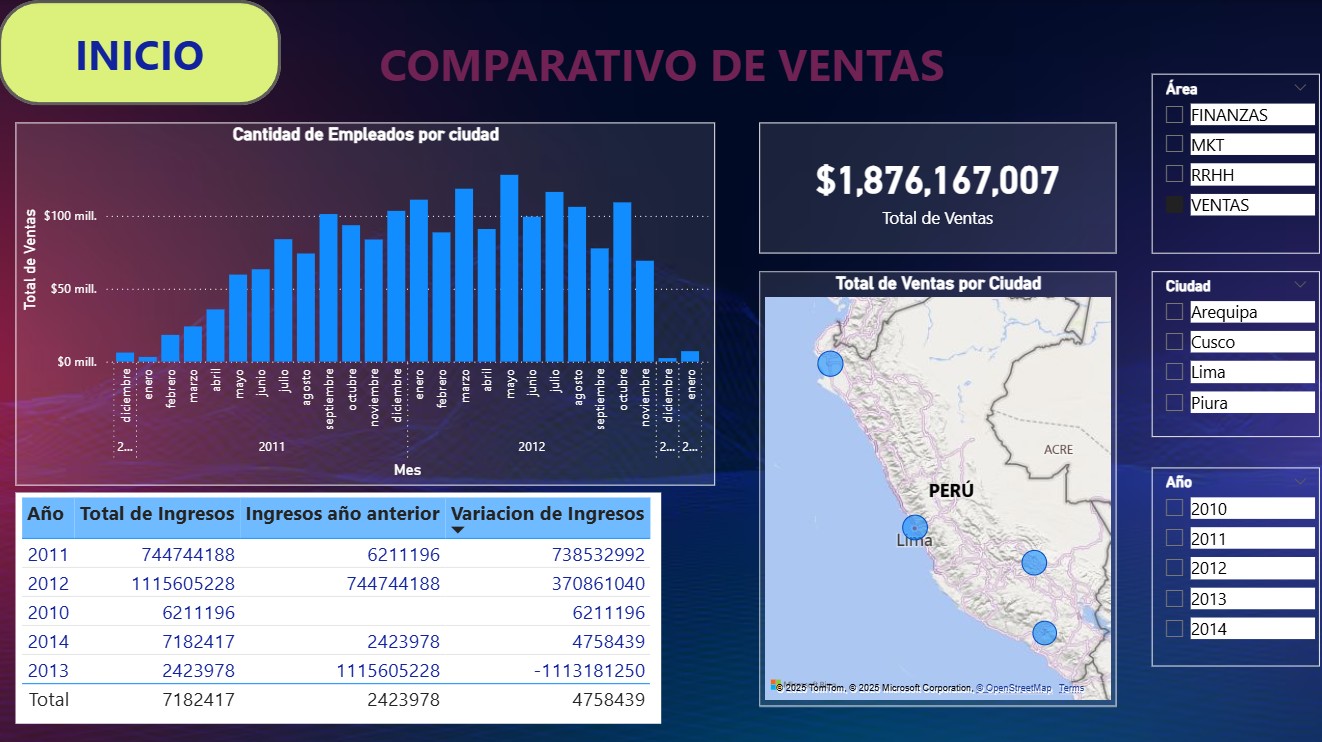 INICIO
COMPARATIVO DE VENTAS
Cantidad de Empleados por ciudad
Total de Ventas
$100 mill.
$50 mill.
$0 mill.
diciembre
enero
febrero
marzo
abril
mayo
junio
julio
agosto
septiembre
octubre
noviembre
diciembre
enero
febrero
marzo
abril
mayo
junio
julio
agosto
septiembre
octubre
noviembre
diciembre
enero
2... 2011 2012 2... 2...
Mes
Año Total de Ingresos Ingresos año anterior Variacion de Ingresos
2011 744744188 6211196 738532992
2012 1115605228 744744188 370861040
2010 6211196 6211196
2014 7182417 2423978 4758439
2013 2423978 1115605228 -1113181250
Total 7182417 2423978 4758439
$1,876,167,007
Total de Ventas
Total de Ventas por Ciudad
ACRE
PERÚ
Lima
© 2025 TomTom, © 2025 Microsoft Corporation, © OpenStreetMap Terms
Área
FINANZAS
MKT
RRHH
VENTAS
Ciudad
Arequipa
Cusco
Lima
Piura
Año
2010
2011
2012
2013
2014